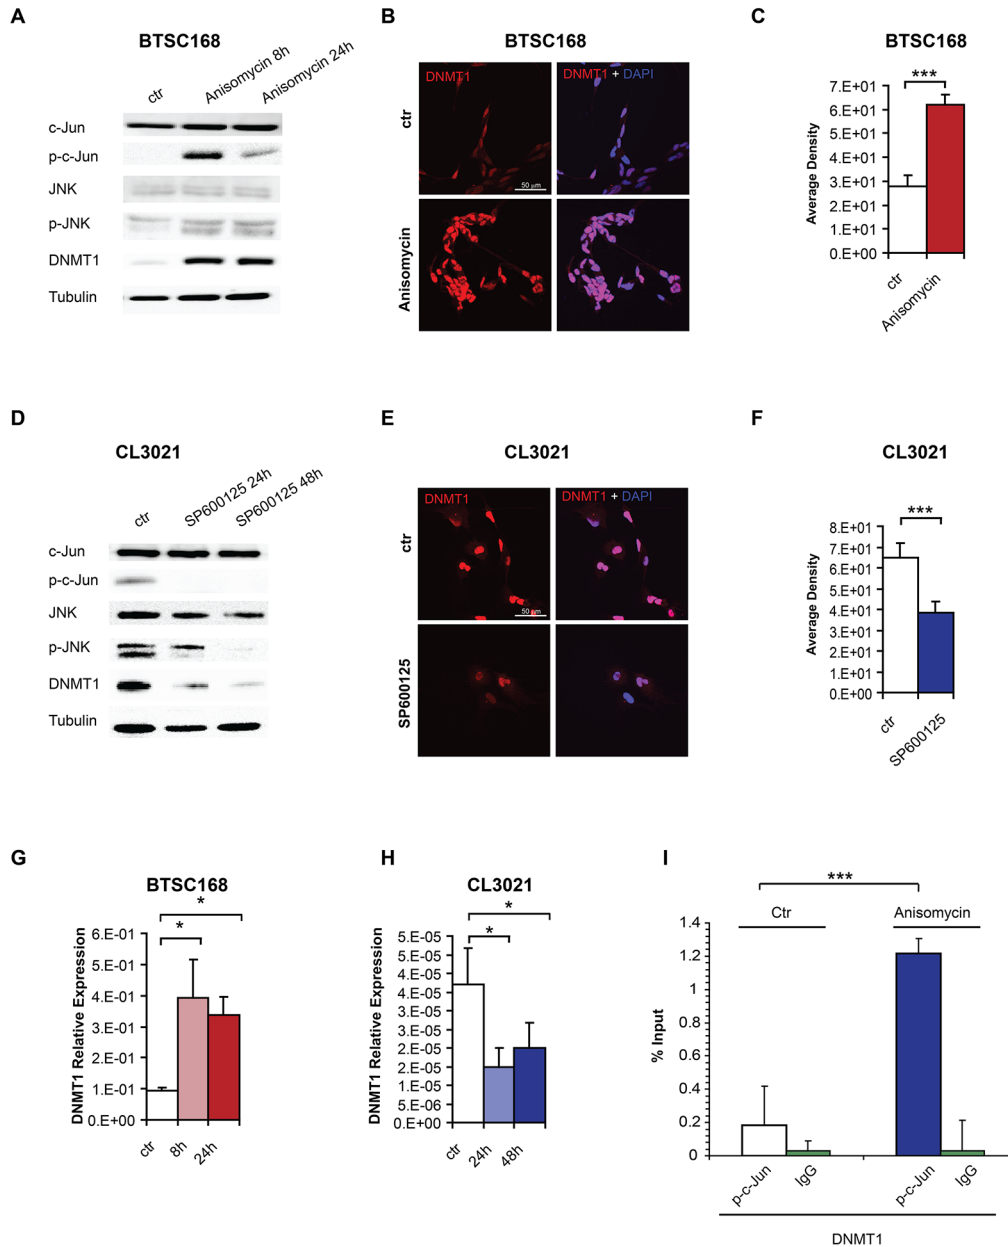 A
BTSC168
ctr
Anisomycin 8h
Anisomycin 24h
c-Jun
p-c-Jun
JNK
p-JNK
DNMT1
Tubulin
B
BTSC168
DNMT1
DNMT1 + DAPI
ctr
50 µm
Anisomycin
C
BTSC168
***
Average Density
7.E+01
6.E+01
5.E+01
4.E+01
3.E+01
2.E+01
1.E+01
0.E+00
ctr
Anisomycin
D
CL3021
ctr
SP600125 24h
SP600125 48h
c-Jun
p-c-Jun
JNK
p-JNK
DNMT1
Tubulin
E
CL3021
DNMT1
DNMT1 + DAPI
ctr
50 µm
SP600125
F
CL3021
***
Average Density
8.E+01
7.E+01
6.E+01
5.E+01
4.E+01
3.E+01
2.E+01
1.E+01
0.E+00
ctr
SP600125
G
BTSC168
*
*
DNMT1 Relative Expression
6.E-01
5.E-01
4.E-01
3.E-01
2.E-01
1.E-01
0.E+00
ctr
8h
24h
H
CL3021
*
*
DNMT1 Relative Expression
5.E-05
5.E-05
4.E-05
4.E-05
3.E-05
3.E-05
2.E-05
2.E-05
1.E-05
5.E-06
0.E+00
ctr
24h
48h
I
***
Ctr
Anisomycin
% Input
1.4
1.2
1
0.8
0.6
0.4
0.2
0
p-c-Jun
IgG
p-c-Jun
IgG
DNMT1